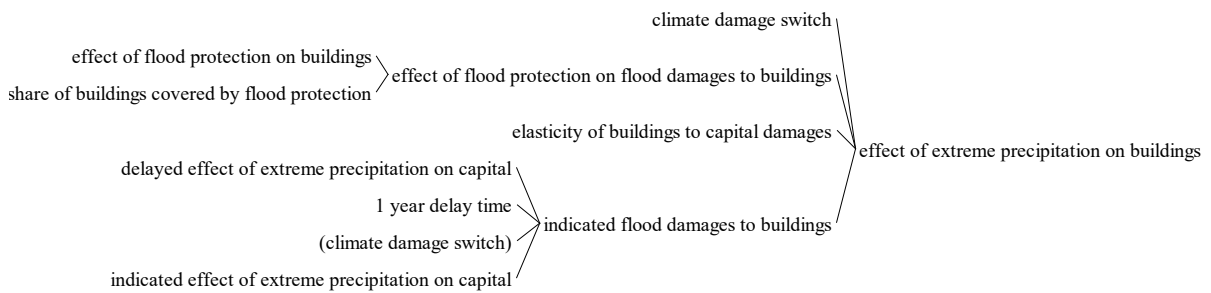 climate damage switch
effect of flood protection on buildings
effect of flood protection on flood damages to buildings
share of buildings covered by flood protection
elasticity of buildings to capital damages
effect of extreme precipitation on buildings
delayed effect of extreme precipitation on capital
1 year delay time
indicated flood damages to buildings
(climate damage switch)
indicated effect of extreme precipitation on capital